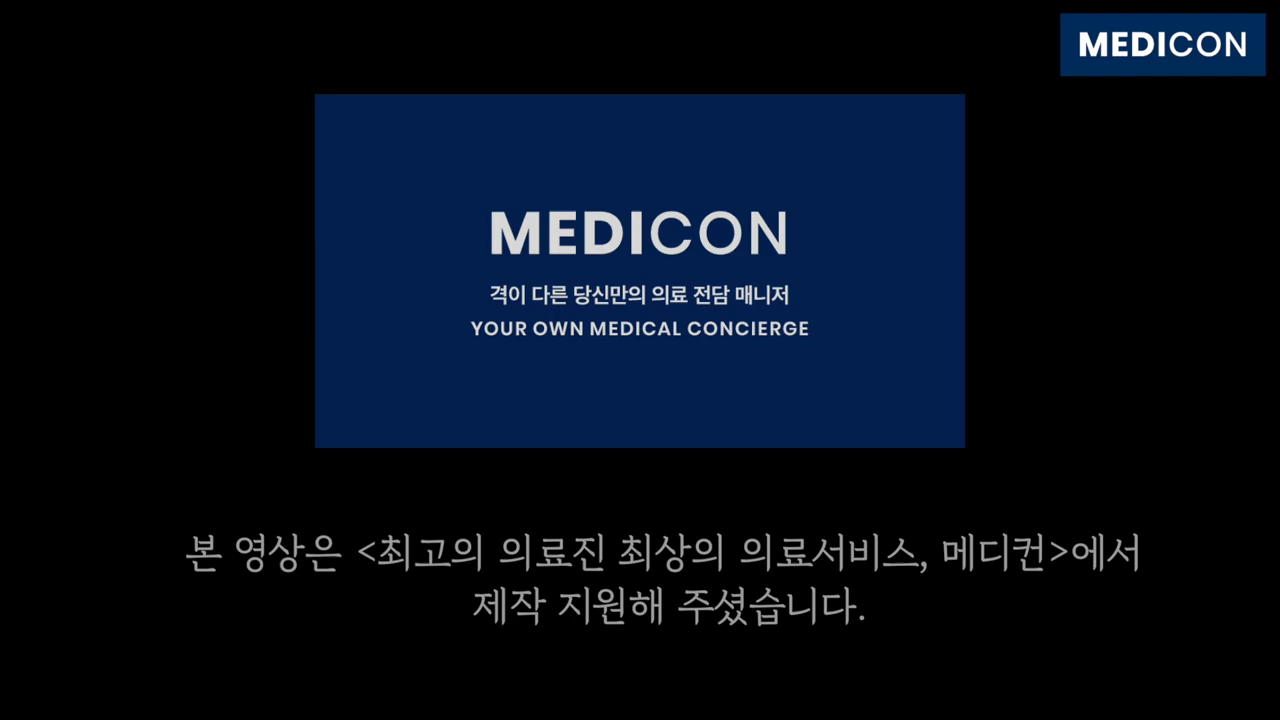 MEDICON
MEDICON
격이 다른 당신만의 의료 전담 매니저
YOUR OWN MEDICAL CONCIERGE
본 영상은 <최고의 의료진 최상의 의료서비스, 메디컨>에서
제작 지원해 주셨습니다.